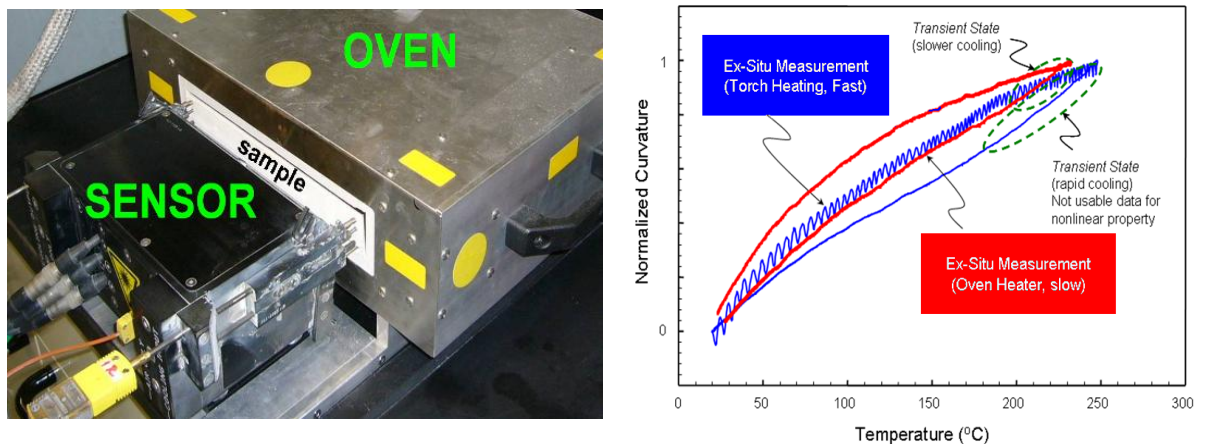 OVEN
sample
SENSOR
12
Transient State
(slower cooling)
Ex-Situ Measurement
(Torch Heating, Fast)
Transient State
(rapid cooling)
Not usable data for
nonlinear property
Ex-Situ Measurement
(Oven Heater, slow)
Normalized Curvature
1
0
0
50
100
150
200
250
300
Temperature (⁰C)